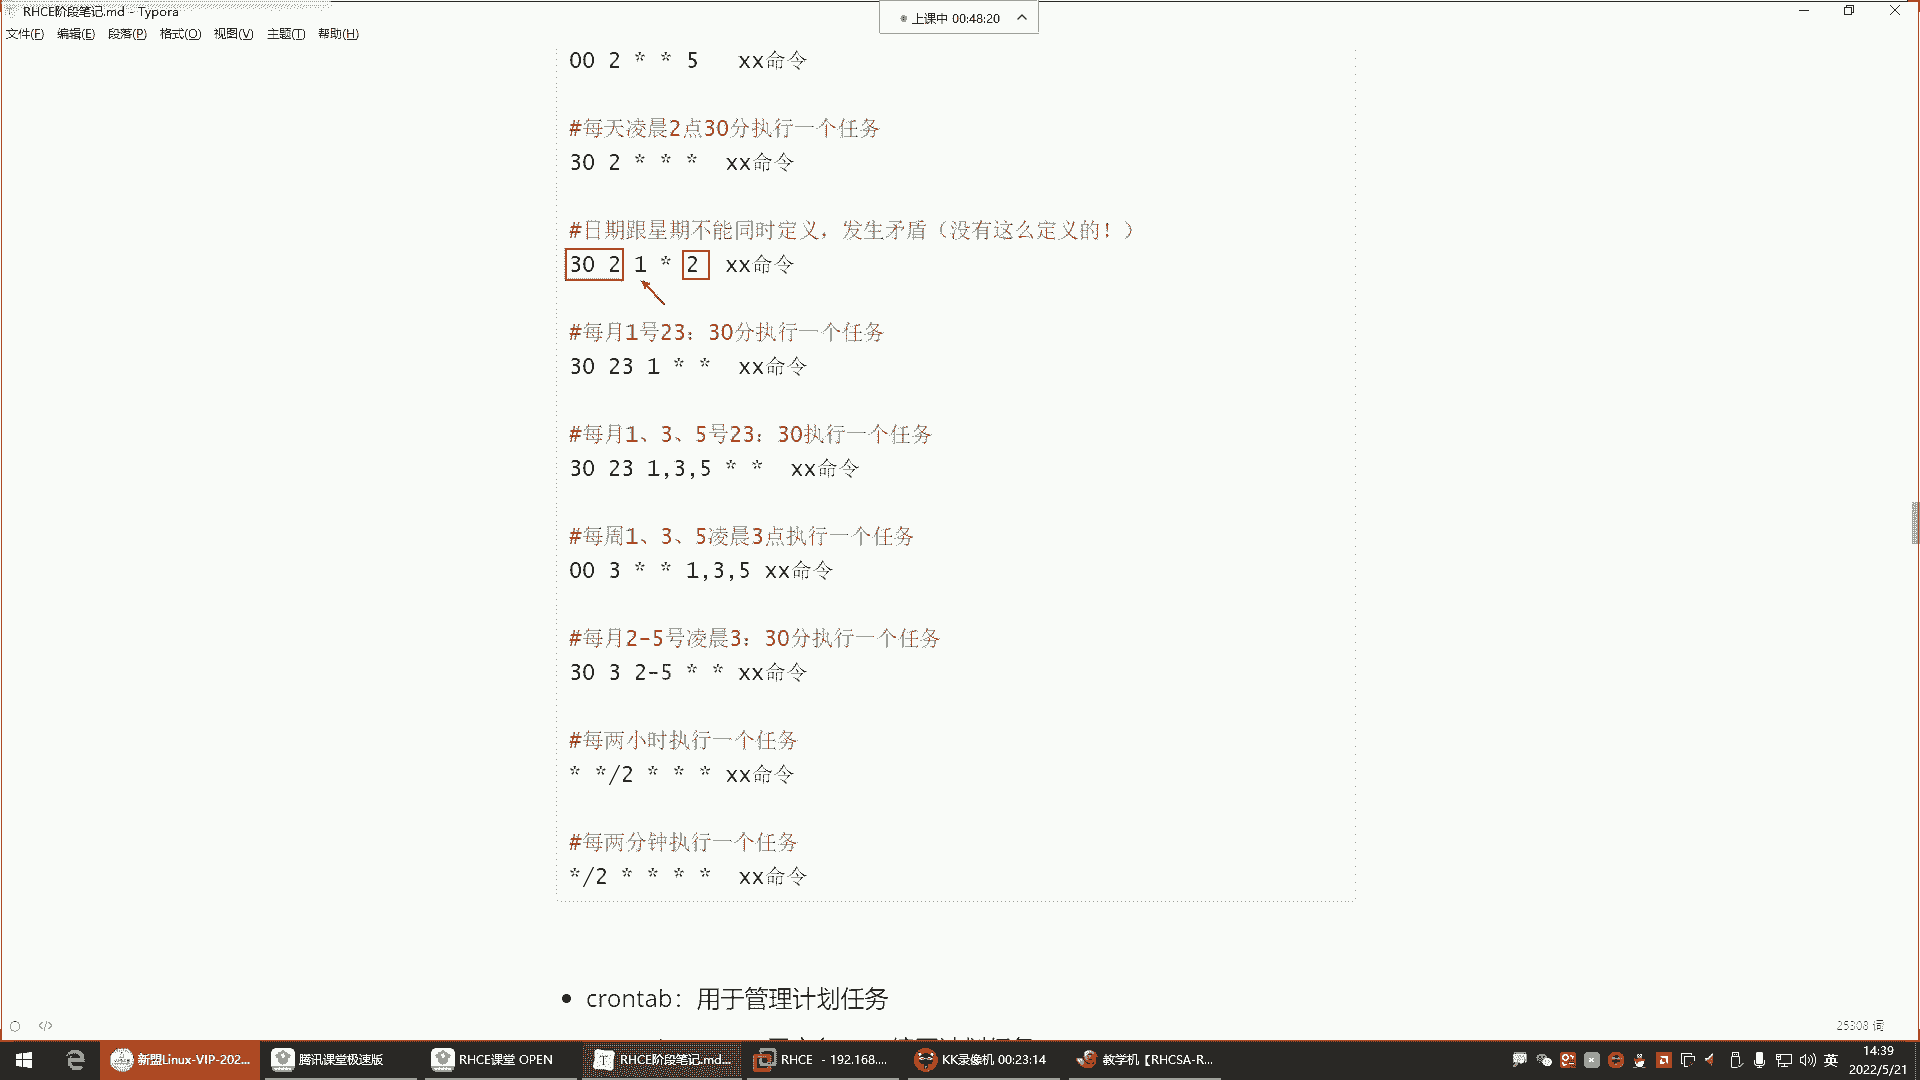 RHCE阶段笔记.md - Typora
上课中 00:48:20
文件(F) 编辑(E) 段落(P) 格式(O) 视图(V) 主题(T) 帮助(H)
00 2 * * 5 xx命令
#每天凌晨2点30分执行一个任务
30 2 * * * xx命令
#日期跟星期不能同时定义，发生矛盾（没有这么定义的！）
30 2 1 * 2 xx命令
#每月1号23：30分执行一个任务
30 23 1 * * xx命令
#每月1、3、5号23：30执行一个任务
30 23 1,3,5 * * xx命令
#每周1、3、5凌晨3点执行一个任务
00 3 * * 1,3,5 xx命令
#每月2-5号凌晨3：30分执行一个任务
30 3 2-5 * * xx命令
#每两小时执行一个任务
* */2 * * * xx命令
#每两分钟执行一个任务
*/2 * * * * xx命令
crontab：用于管理计划任务
25308 词
新盟Linux-VIP-202... 腾讯课堂极速版 RHCE课堂 OPEN RHCE阶段笔记.md... RHCE - 192.168.... KK录像机 00:23:14 教学机【RHCSA-R... 英 14:39
2022/5/21